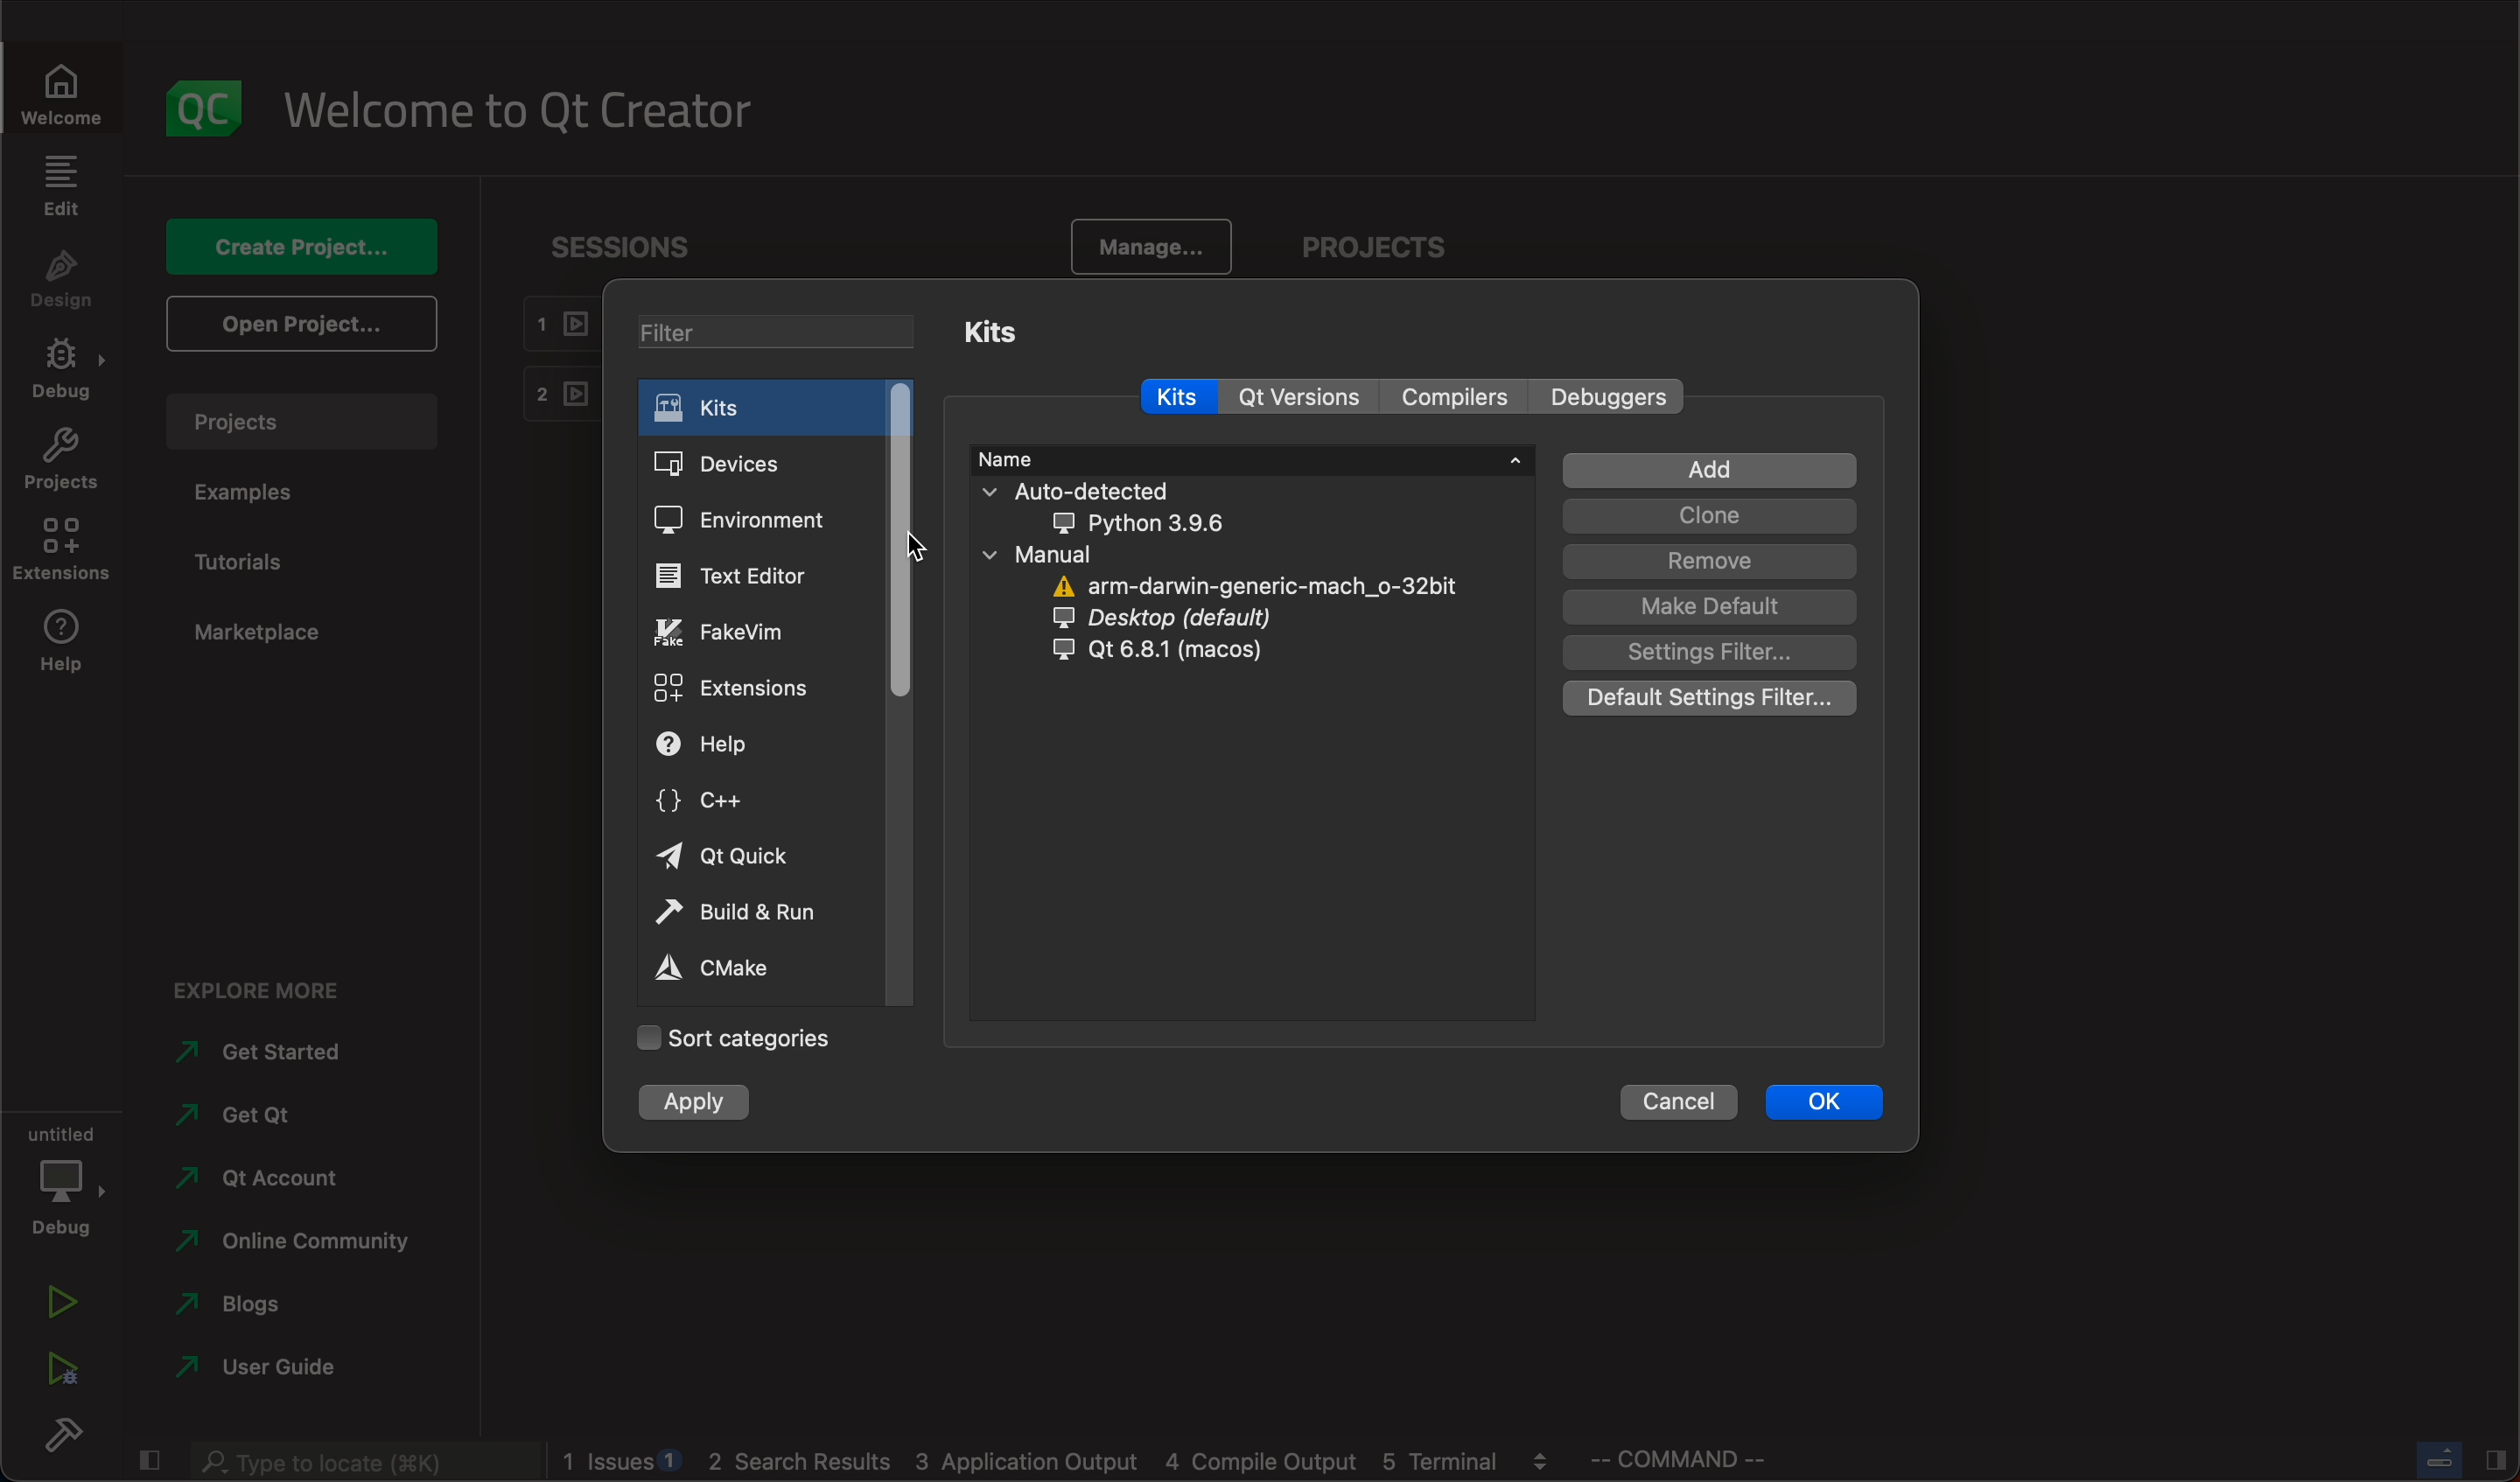 Welcome
Edit
Design
Debug
Projects
Extensions
Help
untitled
Debug
QC
Welcome to Qt Creator
Create Project...
Open Project...
Projects
Examples
Tutorials
Marketplace
EXPLORE MORE
Get Started
Get Qt
Qt Account
Online Community
Blogs
User Guide
SESSIONS
Manage...
PROJECTS
1
2
Filter
Kits
Devices
Environment
Text Editor
Fake
FakeVim
Extensions
Help
C++
Qt Quick
Build & Run
CMake
Sort categories
Apply
Kits
Kits Qt Versions Compilers Debuggers
Name
Auto-detected
Python 3.9.6
Manual
arm-darwin-generic-mach_o-32bit
Desktop (default)
Qt 6.8.1 (macos)
Add
Clone
Remove
Make Default
Settings Filter...
Default Settings Filter...
Cancel
OK
Type to locate (⌘K)
1 Issues 1 2 Search Results 3 Application Output 4 Compile Output 5 Terminal -- COMMAND --